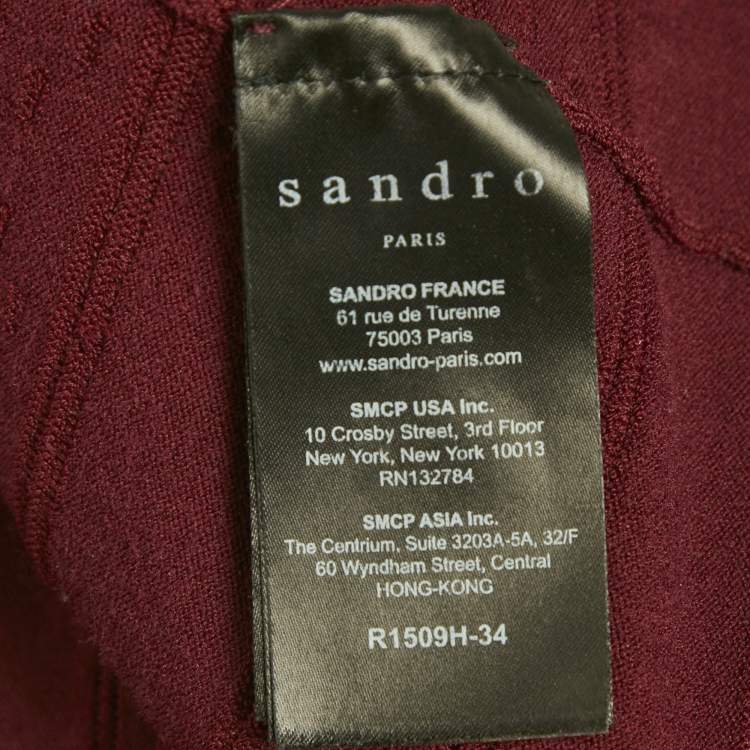 sandro
PARIS
SANDRO FRANCE
61 rue de Turenne
75003 Paris
www.sandro-paris.com
SMCP USA Inc.
10 Crosby Street, 3rd Floor
New York, New York 10013
RN132784
SMCP ASIA Inc.
The Centrium, Suite 3203A-5A, 32/F
60 Wyndham Street, Central
HONG-KONG
R1509H-34